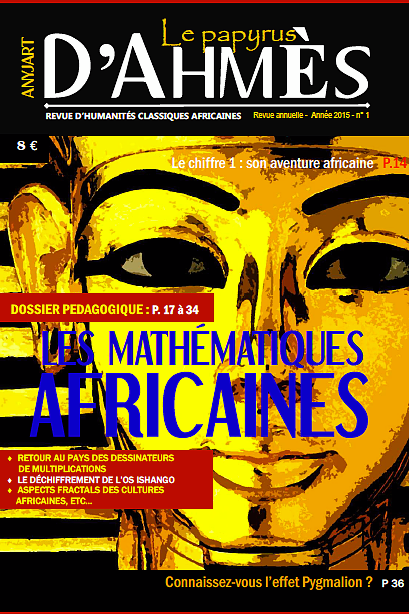 ANYJART
Le papyrus
D'AHMÈS
REVUE D'HUMANITÉS CLASSIQUES AFRICAINES
Revue annuelle - Année 2015 - n° 1
8 €
Le chiffre 1 : son aventure africaine P.14
DOSSIER PEDAGOGIQUE : P. 17 à 34
LES MATHÉMATIQUES
AFRICAINES
♦ RETOUR AU PAYS DES DESSINATEURS
DE MULTIPLICATIONS
♦ LE DÉCHIFFREMENT DE L'OS ISHANGO
♦ ASPECTS FRACTALS DES CULTURES
AFRICAINES, ETC...
Connaissez-vous l'effet Pygmalion ? P 36